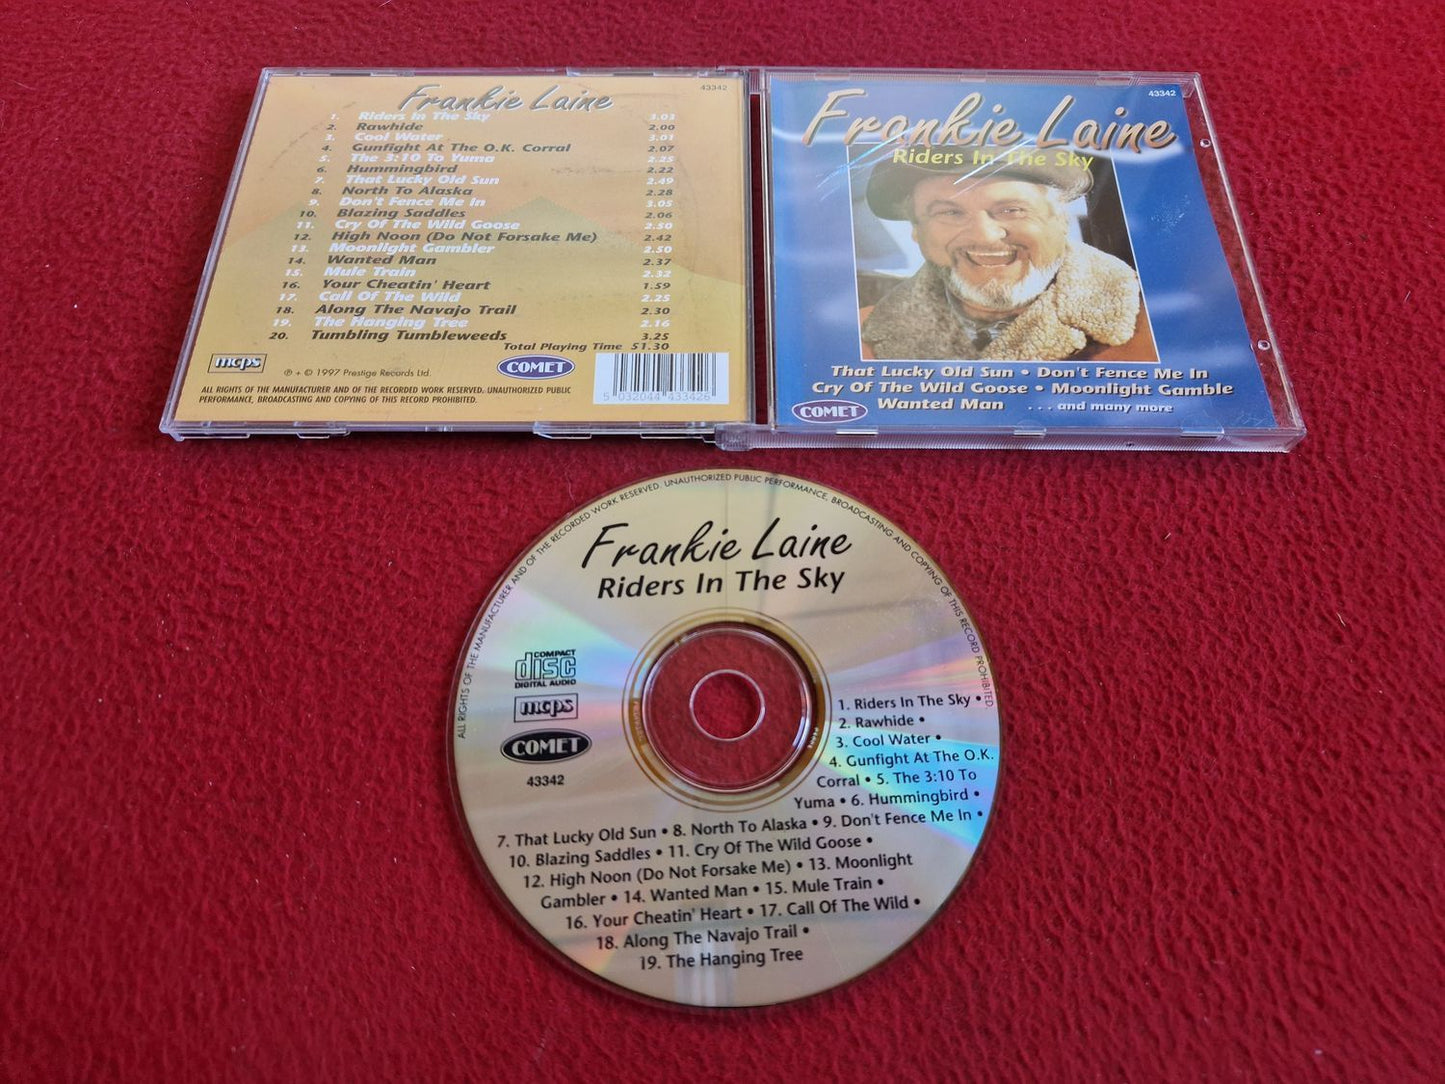 Frankie Laine
43342
1. Riders In The Sky 3.03
2. Rawhide 2.00
3. Cool Water 3.01
4. Gunfight At The O.K. Corral 2.07
5. The 3:10 To Yuma 2.25
6. Hummingbird 2.22
7. That Lucky Old Sun 2.49
8. North To Alaska 2.28
9. Don't Fence Me In 3.05
10. Blazing Saddles 2.06
11. Cry Of The Wild Goose 2.50
12. High Noon (Do Not Forsake Me) 2.42
13. Moonlight Gambler 2.50
14. Wanted Man 2.37
15. Mule Train 2.32
16. Your Cheatin' Heart 1.59
17. Call Of The Wild 2.25
18. Along The Navajo Trail 2.30
19. The Hanging Tree 2.16
20. Tumbling Tumbleweeds 3.25
Total Playing Time 51.30
mcps
℗ + © 1997 Prestige Records Ltd.
COMET
ALL RIGHTS OF THE MANUFACTURER AND OF THE RECORDED WORK RESERVED. UNAUTHORIZED PUBLIC
PERFORMANCE, BROADCASTING AND COPYING OF THIS RECORD PROHIBITED.
5 032044 433426
43342
Frankie Laine
Riders In The Sky
That Lucky Old Sun • Don't Fence Me In
Cry Of The Wild Goose • Moonlight Gamble
Wanted Man . . . and many more
COMET
ALL RIGHTS OF THE MANUFACTURER AND OF THE RECORDED WORK RESERVED. UNAUTHORIZED PUBLIC PERFORMANCE, BROADCASTING AND COPYING OF THIS RECORD PROHIBITED.
Frankie Laine
Riders In The Sky
COMPACT
disc
DIGITAL AUDIO
mcps
COMET
43342
1. Riders In The Sky •
2. Rawhide •
3. Cool Water •
4. Gunfight At The O.K.
Corral • 5. The 3:10 To
Yuma • 6. Hummingbird •
7. That Lucky Old Sun • 8. North To Alaska • 9. Don't Fence Me In •
10. Blazing Saddles • 11. Cry Of The Wild Goose •
12. High Noon (Do Not Forsake Me) • 13. Moonlight
Gambler • 14. Wanted Man • 15. Mule Train •
16. Your Cheatin' Heart • 17. Call Of The Wild •
18. Along The Navajo Trail •
19. The Hanging Tree